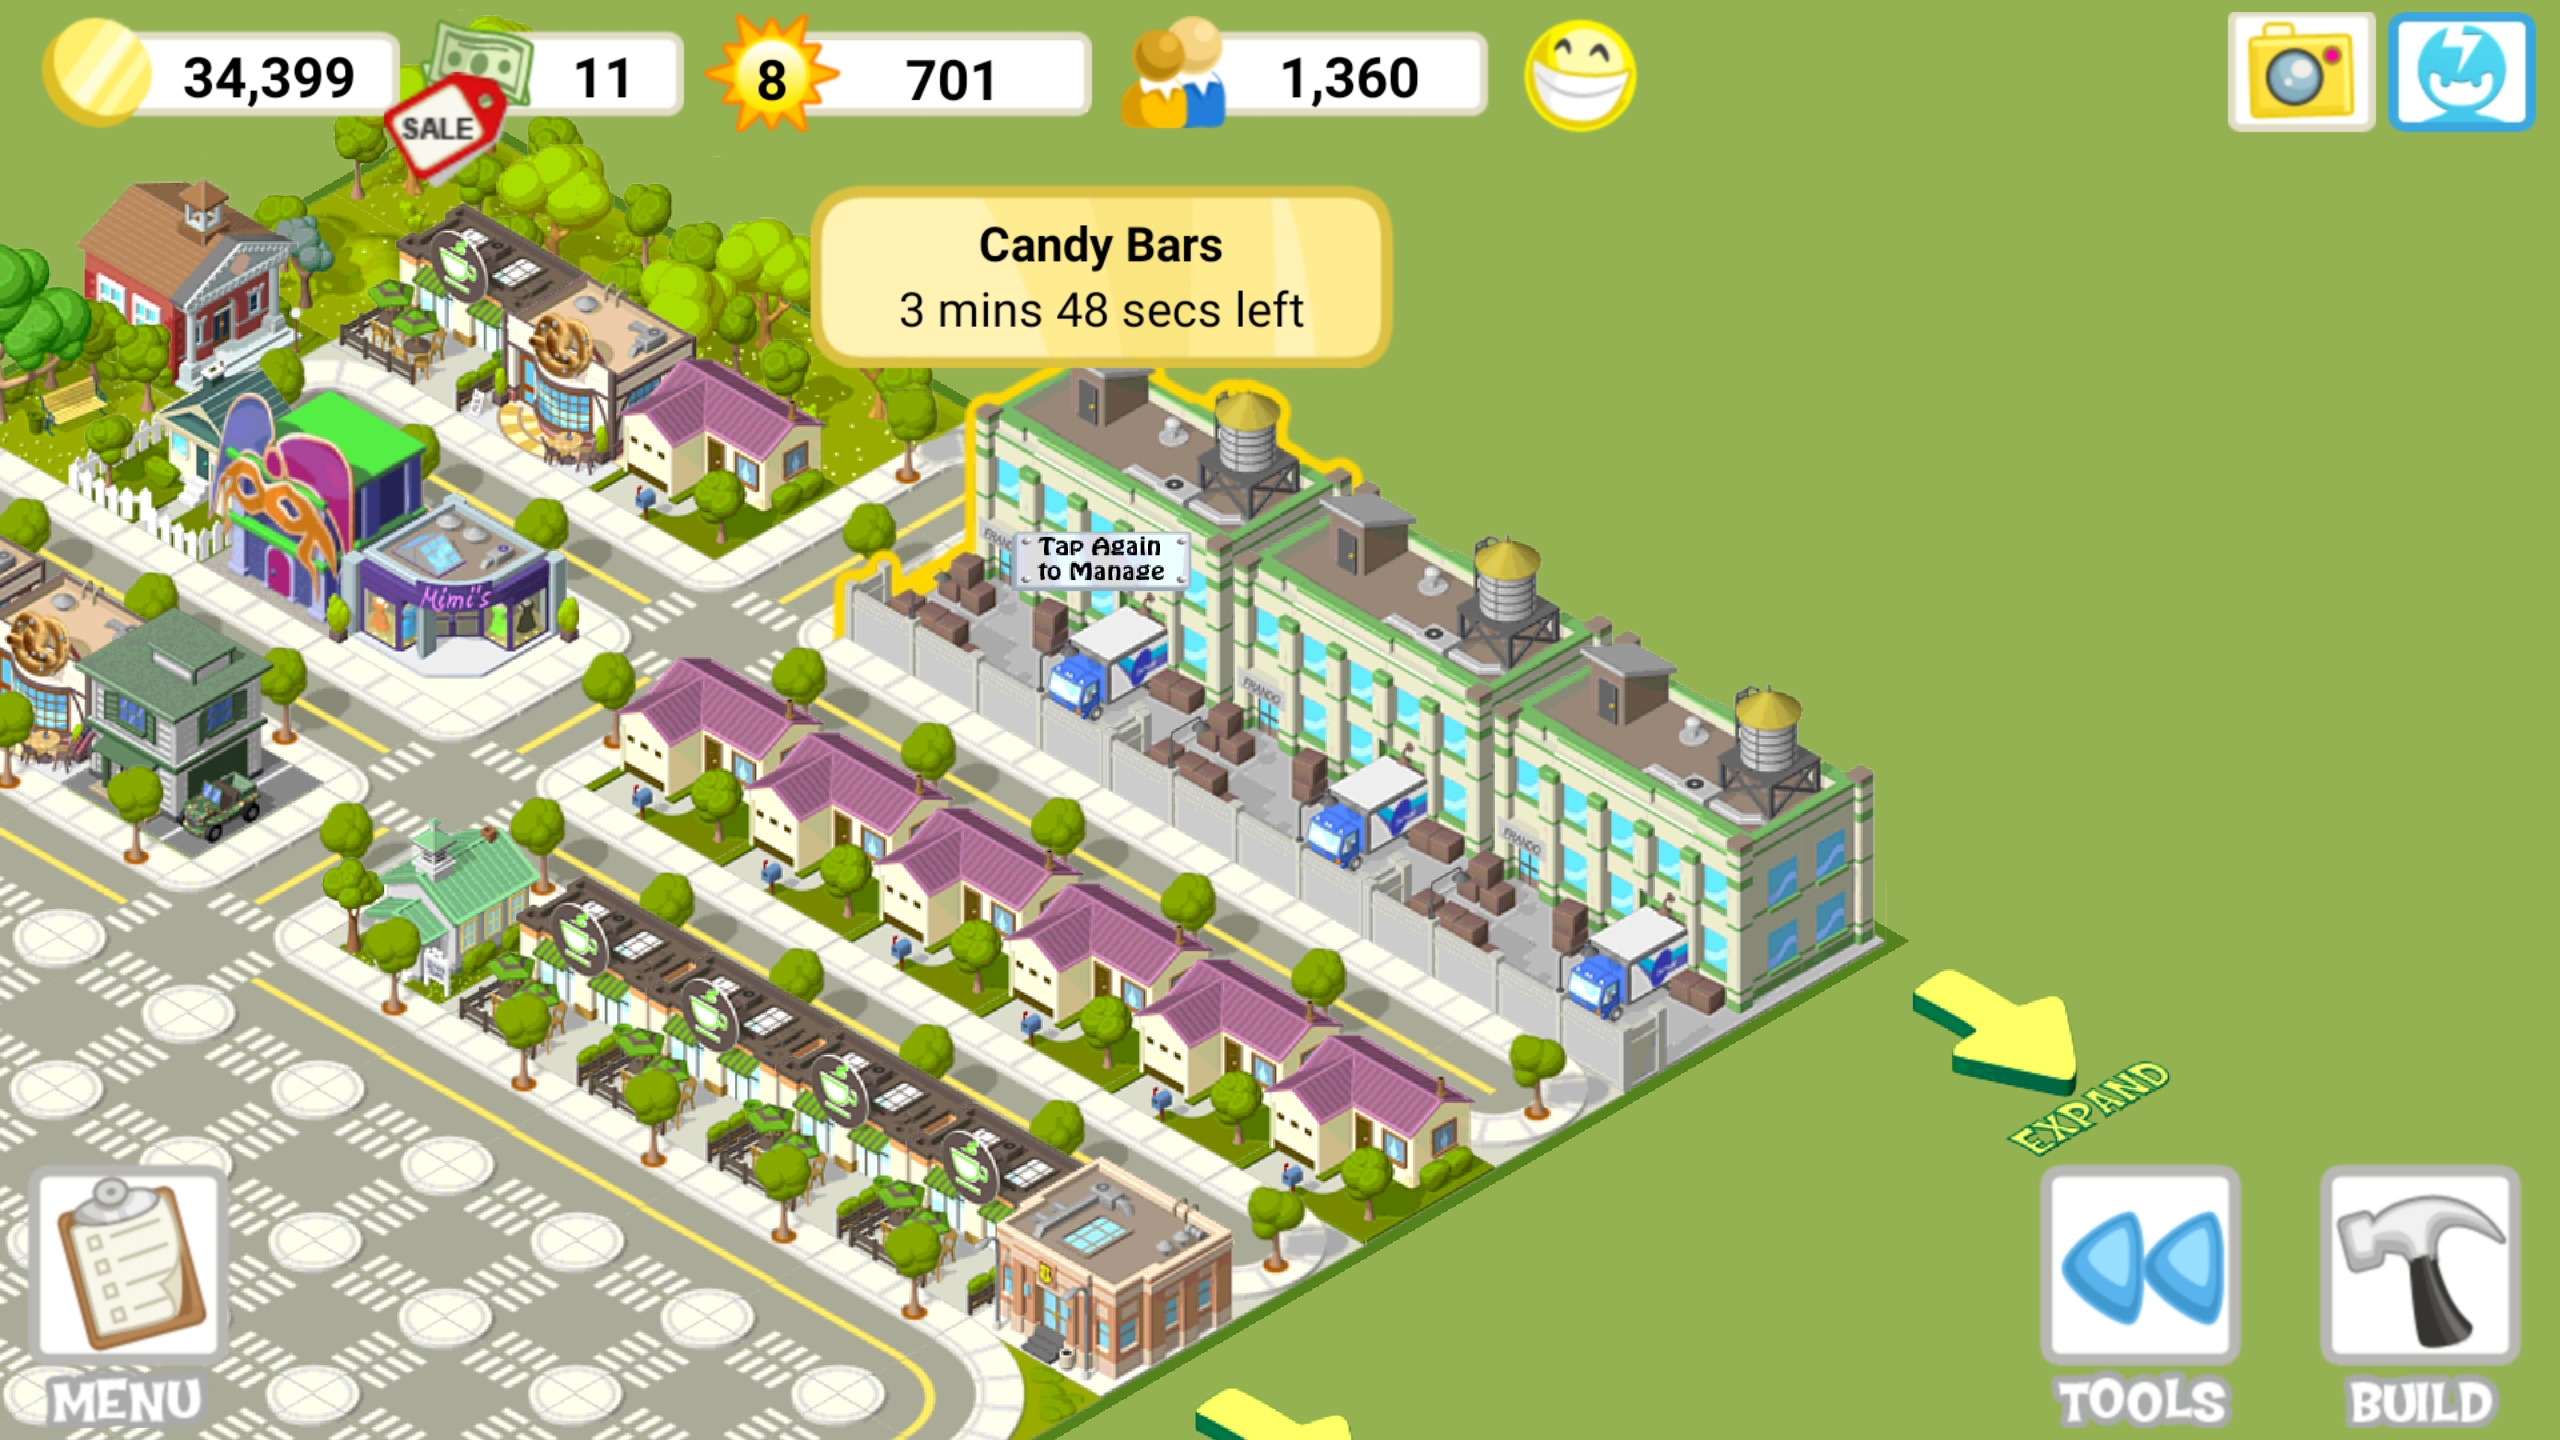 34,399
11
8
701
1,360
SALE
Candy Bars
3 mins 48 secs left
Tap Again
to Manage
Mimi's
EXPAND
MENU
TOOLS
BUILD